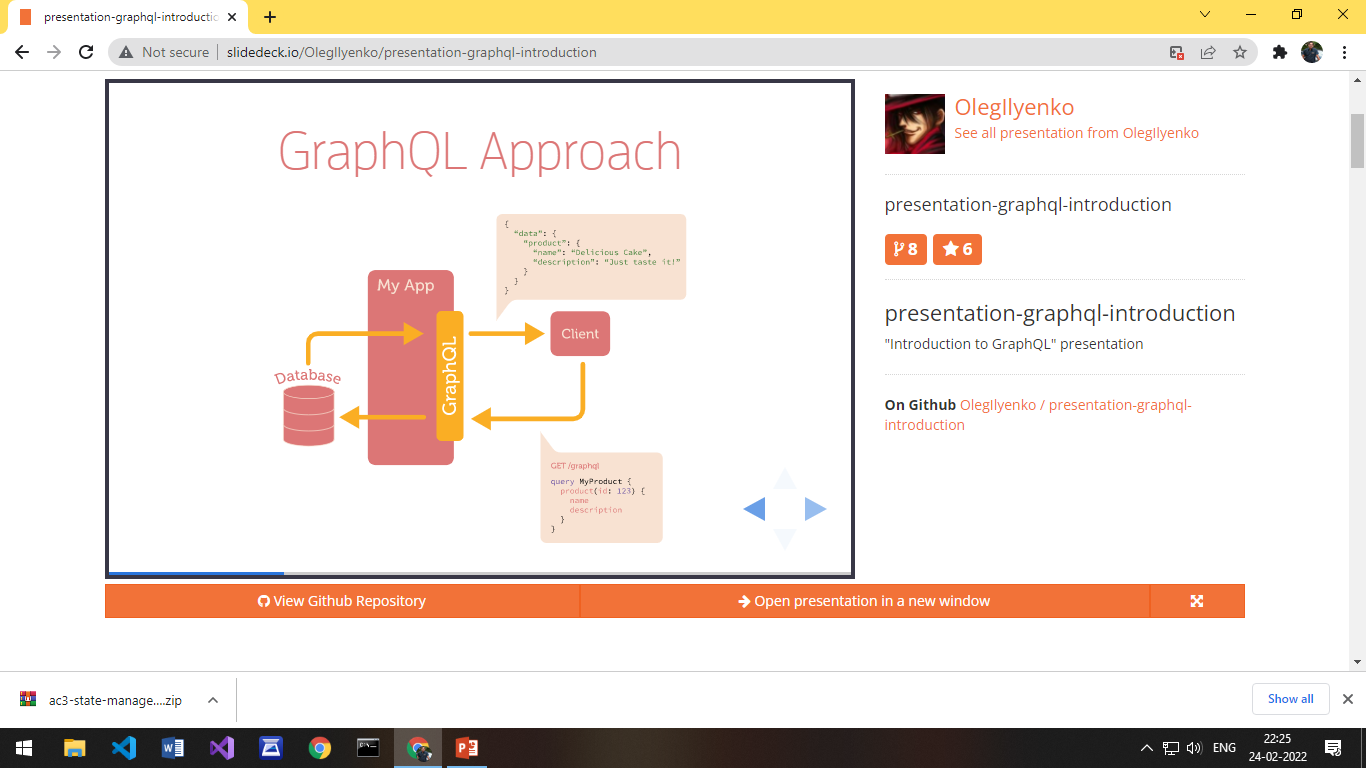 presentation-graphql-introductio
Not secure
slidedeck.io/OlegIlyenko/presentation-graphql-introduction
GraphQL Approach
{
"data": {
"product": {
"name": "Delicious Cake",
"description": "Just taste it!"
}
}
}
My App
GraphQL
Client
Database
GET /graphql
query MyProduct {
product(id: 123) {
name
description
}
}
OlegIlyenko
See all presentation from OlegIlyenko
presentation-graphql-introduction
8
6
presentation-graphql-introduction
"Introduction to GraphQL" presentation
On Github OlegIlyenko / presentation-graphql-
introduction
View Github Repository
Open presentation in a new window
ac3-state-manage....zip
Show all
ENG
22:25
24-02-2022